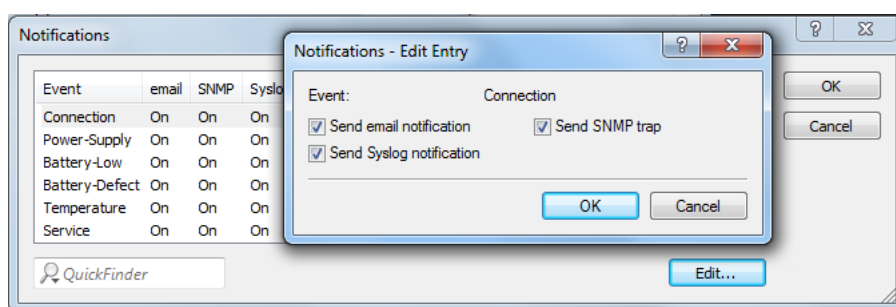 Notifications
Event email SNMP Syslo
Connection On On On
Power-Supply On On On
Battery-Low On On On
Battery-Defect On On On
Temperature On On On
Service On On On
QuickFinder
Edit...
OK
Cancel
Notifications - Edit Entry
Event: Connection
Send email notification Send SNMP trap
Send Syslog notification
OK Cancel